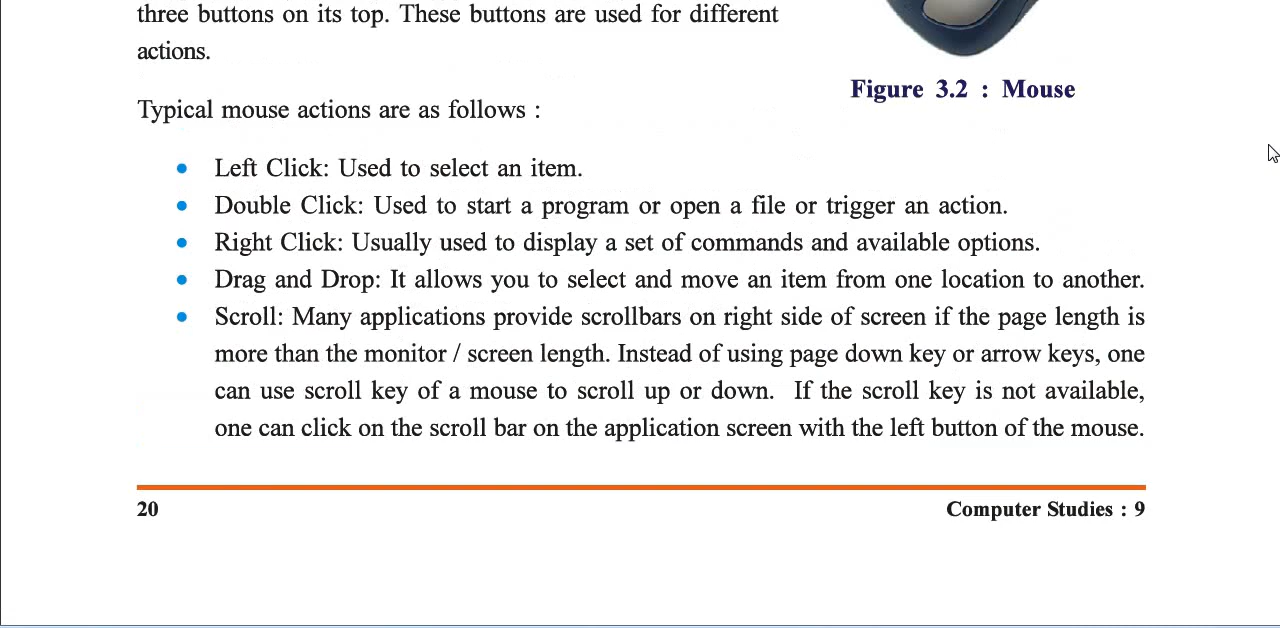 three buttons on its top. These buttons are used for different
actions.
Figure 3.2 : Mouse
Typical mouse actions are as follows :
• Left Click: Used to select an item.
• Double Click: Used to start a program or open a file or trigger an action.
• Right Click: Usually used to display a set of commands and available options.
• Drag and Drop: It allows you to select and move an item from one location to another.
• Scroll: Many applications provide scrollbars on right side of screen if the page length is
more than the monitor / screen length. Instead of using page down key or arrow keys, one
can use scroll key of a mouse to scroll up or down. If the scroll key is not available,
one can click on the scroll bar on the application screen with the left button of the mouse.
20
Computer Studies : 9